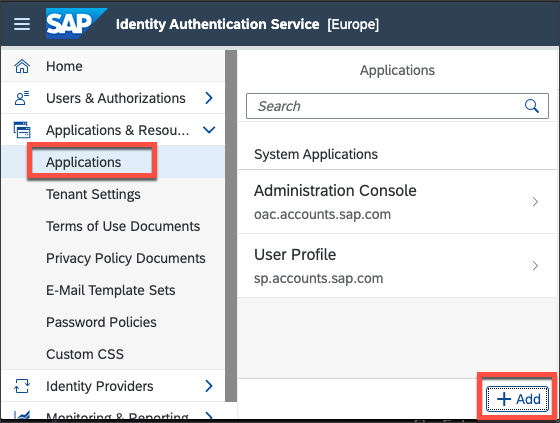 SAP Identity Authentication Service [Europe]
Home
Users & Authorizations
Applications & Resou...
Applications
Tenant Settings
Terms of Use Documents
Privacy Policy Documents
E-Mail Template Sets
Password Policies
Custom CSS
Identity Providers
Monitoring & Reporting
Applications
Search
System Applications
Administration Console
oac.accounts.sap.com
User Profile
sp.accounts.sap.com
+ Add